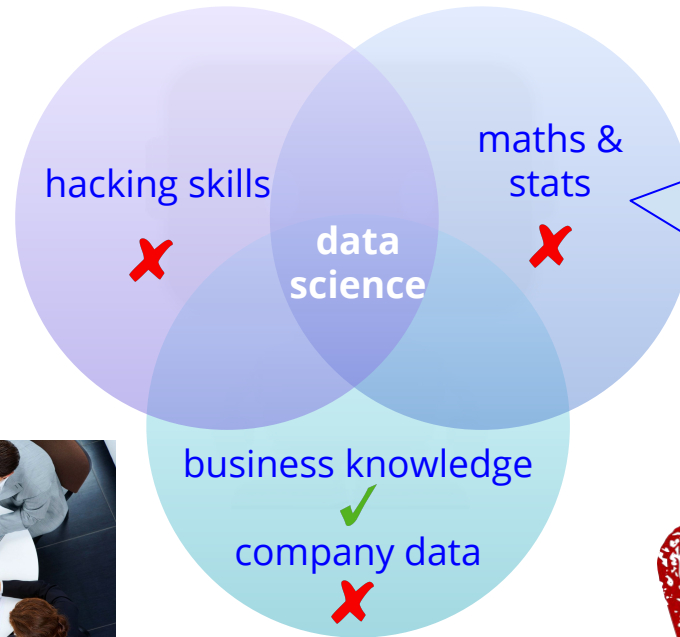 hacking skills
maths &
stats
data
science
business knowledge
company data